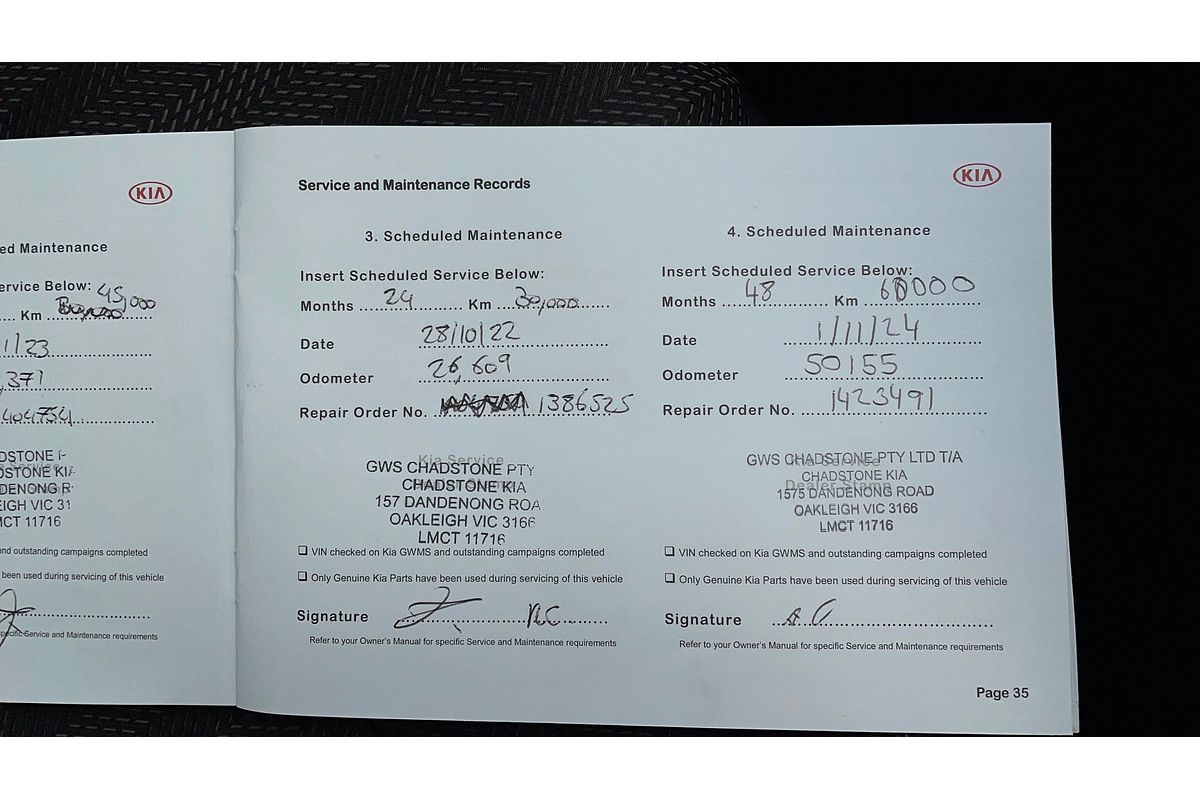 KIA
ed Maintenance
ervice Below: 45,000
Km
1/23
,371
404754
DSTONE
DSTONE KIA
DENONG R
EIGH VIC 31
MCT 11716
nd outstanding campaigns completed
been used during servicing of this vehicle
pecific Service and Maintenance requirements
Service and Maintenance Records
KIA
3. Scheduled Maintenance
Insert Scheduled Service Below:
Months 24 Km 30,000
Date 28/10/22
Odometer 26,609
Repair Order No. 1386525
Kia Service
GWS CHADSTONE PTY
CHADSTONE KIA
157 DANDENONG ROA
OAKLEIGH VIC 3166
LMCT 11716
VIN checked on Kia GWMS and outstanding campaigns completed
Only Genuine Kia Parts have been used during servicing of this vehicle
Signature
Refer to your Owner's Manual for specific Service and Maintenance requirements
4. Scheduled Maintenance
Insert Scheduled Service Below:
Months 48 Km 60000
Date 1/11/24
Odometer 50155
Repair Order No. 1423491
Kia Service
GWS CHADSTONE PTY LTD T/A
CHADSTONE KIA
Dealer Stamp
1575 DANDENONG ROAD
OAKLEIGH VIC 3166
LMCT 11716
VIN checked on Kia GWMS and outstanding campaigns completed
Only Genuine Kia Parts have been used during servicing of this vehicle
Signature
Refer to your Owner's Manual for specific Service and Maintenance requirements
Page 35